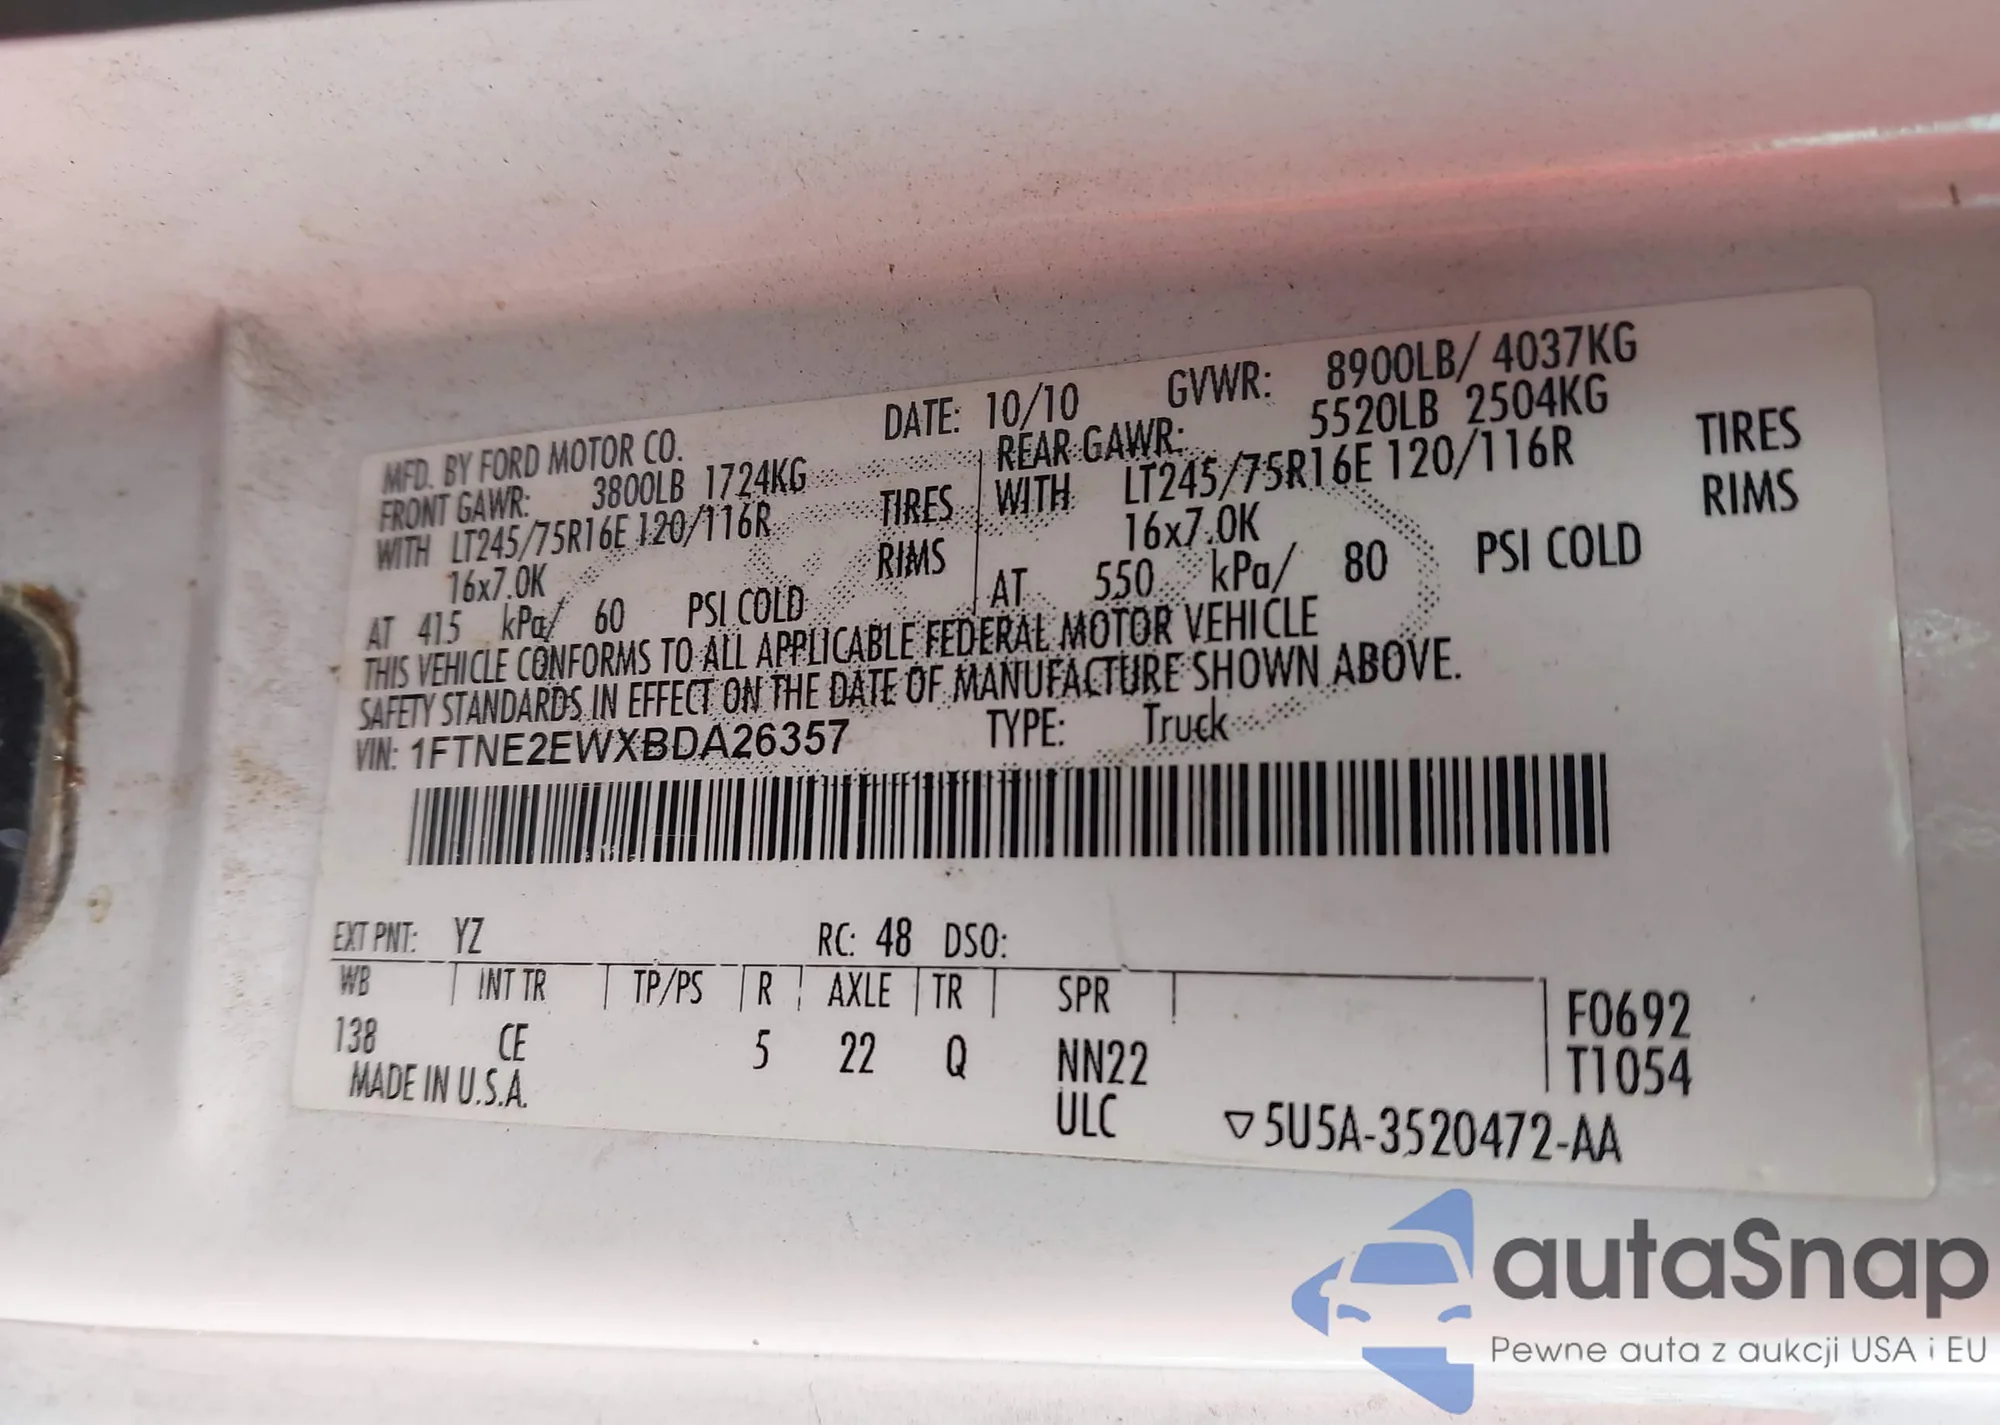 MFD. BY FORD MOTOR CO. DATE: 10/10 GVWR: 8900LB/ 4037KG
FRONT GAWR: 3800LB 1724KG REAR GAWR: 5520LB 2504KG
WITH LT245/75R16E 120/116R TIRES WITH LT245/75R16E 120/116R TIRES
16x7.0K RIMS 16x7.0K RIMS
AT 415 kPa/ 60 PSI COLD AT 550 kPa/ 80 PSI COLD
THIS VEHICLE CONFORMS TO ALL APPLICABLE FEDERAL MOTOR VEHICLE
SAFETY STANDARDS IN EFFECT ON THE DATE OF MANUFACTURE SHOWN ABOVE.
VIN: 1FTNE2EWXBDA26357 TYPE: Truck
EXT PNT: YZ RC: 48 DSO:
WB INT TR TP/PS R AXLE TR SPR F0692
138 CE 5 22 Q NN22 T1054
MADE IN U.S.A. ULC ▽5U5A-3520472-AA
autaSnap
Pewne auta z aukcji USA i EU